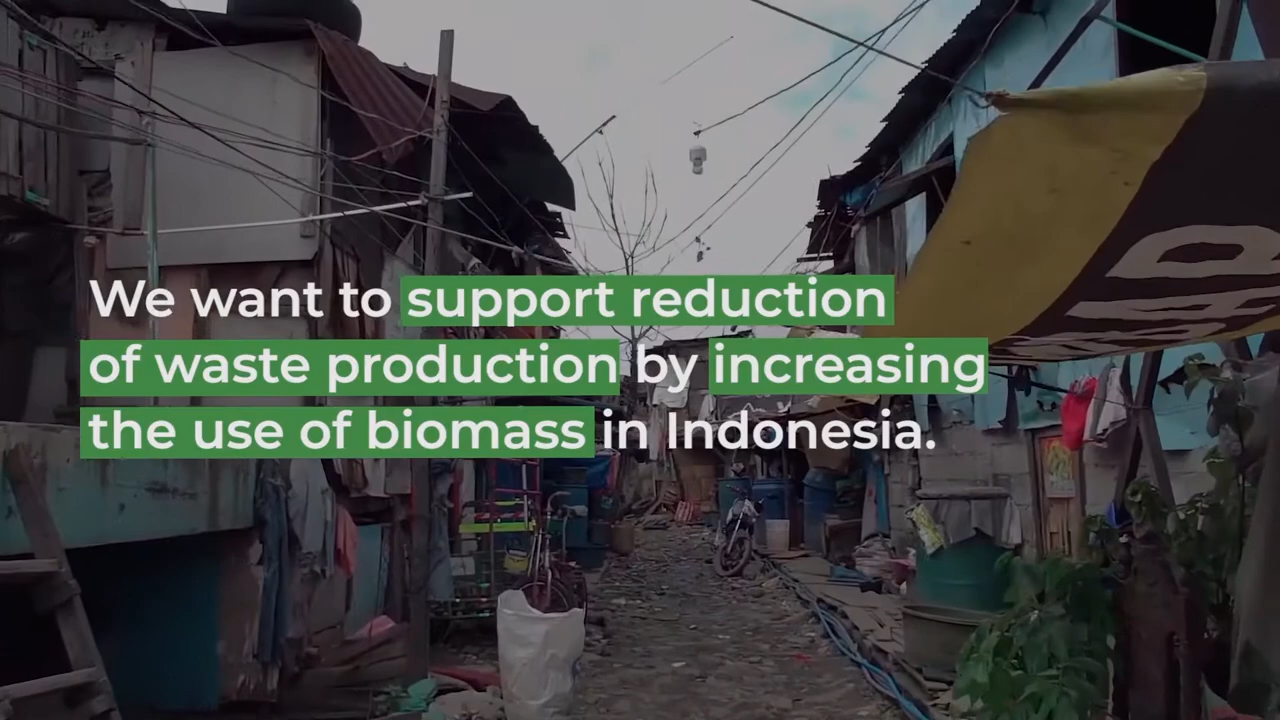 We want to support reduction
of waste production by increasing
the use of biomass in Indonesia.